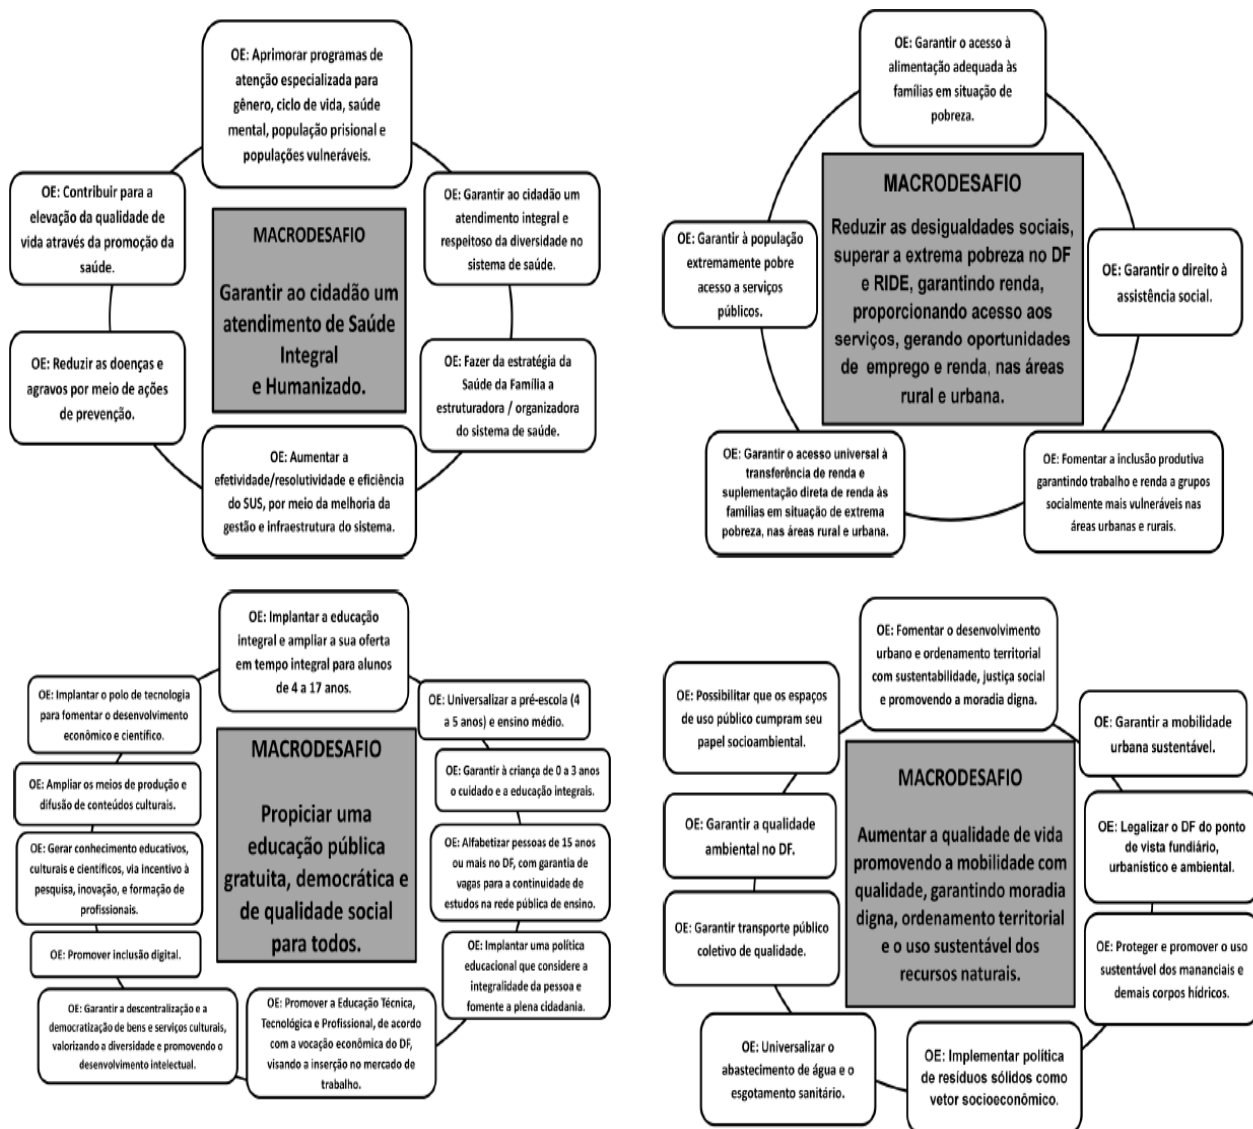 OE: Aprimorar programas de
atenção especializada para
gênero, ciclo de vida, saúde
mental, população prisional e
populações vulneráveis.
OE: Contribuir para a
elevação da qualidade de
vida através da promoção da
saúde.
MACRODESAFIO
Garantir ao cidadão um
atendimento de Saúde
Integral
e Humanizado.
OE: Garantir ao cidadão um
atendimento integral e
respeitoso da diversidade no
sistema de saúde.
OE: Reduzir as doenças e
agravos por meio de ações
de prevenção.
OE: Fazer da estratégia da
Saúde da Família a
estruturadora / organizadora
do sistema de saúde.
OE: Aumentar a
efetividade/resolutividade e eficiência
do SUS, por meio da melhoria da
gestão e infraestrutura do sistema.
OE: Garantir o acesso à
alimentação adequada às
famílias em situação de
pobreza.
MACRODESAFIO
Reduzir as desigualdades sociais,
superar a extrema pobreza no DF
e RIDE, garantindo renda,
proporcionando acesso aos
serviços, gerando oportunidades
de emprego e renda, nas áreas
rural e urbana.
OE: Garantir à população
extremamente pobre
acesso a serviços
públicos.
OE: Garantir o direito à
assistência social.
OE: Garantir o acesso universal à
transferência de renda e
suplementação direta de renda às
famílias em situação de extrema
pobreza, nas áreas rural e urbana.
OE: Fomentar a inclusão produtiva
garantindo trabalho e renda a grupos
socialmente mais vulneráveis nas
áreas urbanas e rurais.
OE: Implantar a educação
integral e ampliar a sua oferta
em tempo integral para alunos
de 4 a 17 anos.
OE: Implantar o polo de tecnologia
para fomentar o desenvolvimento
econômico e científico.
OE: Universalizar a pré-escola (4
a 5 anos) e ensino médio.
MACRODESAFIO
Propiciar uma
educação pública
gratuita, democrática e
de qualidade social
para todos.
OE: Ampliar os meios de produção e
difusão de conteúdos culturais.
OE: Garantir à criança de 0 a 3 anos
o cuidado e a educação integrais.
OE: Gerar conhecimento educativos,
culturais e científicos, via incentivo à
pesquisa, inovação, e formação de
profissionais.
OE: Alfabetizar pessoas de 15 anos
ou mais no DF, com garantia de
vagas para a continuidade de
estudos na rede pública de ensino.
OE: Promover inclusão digital.
OE: Implantar uma política
educacional que considere a
integralidade da pessoa e
fomente a plena cidadania.
OE: Garantir a descentralização e a
democratização de bens e serviços culturais,
valorizando a diversidade e promovendo o
desenvolvimento intelectual.
OE: Promover a Educação Técnica,
Tecnológica e Profissional, de acordo
com a vocação econômica do DF,
visando a inserção no mercado de
trabalho.
OE: Fomentar o desenvolvimento
urbano e ordenamento territorial
com sustentabilidade, justiça social
e promovendo a moradia digna.
OE: Possibilitar que os espaços
de uso público cumpram seu
papel socioambiental.
OE: Garantir a mobilidade
urbana sustentável.
MACRODESAFIO
Aumentar a qualidade de vida
promovendo a mobilidade com
qualidade, garantindo moradia
digna, ordenamento territorial
e o uso sustentável dos
recursos naturais.
OE: Garantir a qualidade
ambiental no DF.
OE: Legalizar o DF do ponto
de vista fundiário,
urbanístico e ambiental.
OE: Garantir transporte público
coletivo de qualidade.
OE: Proteger e promover o uso
sustentável dos mananciais e
demais corpos hídricos.
OE: Universalizar o
abastecimento de água e o
esgotamento sanitário.
OE: Implementar política
de resíduos sólidos como
vetor socioeconômico.